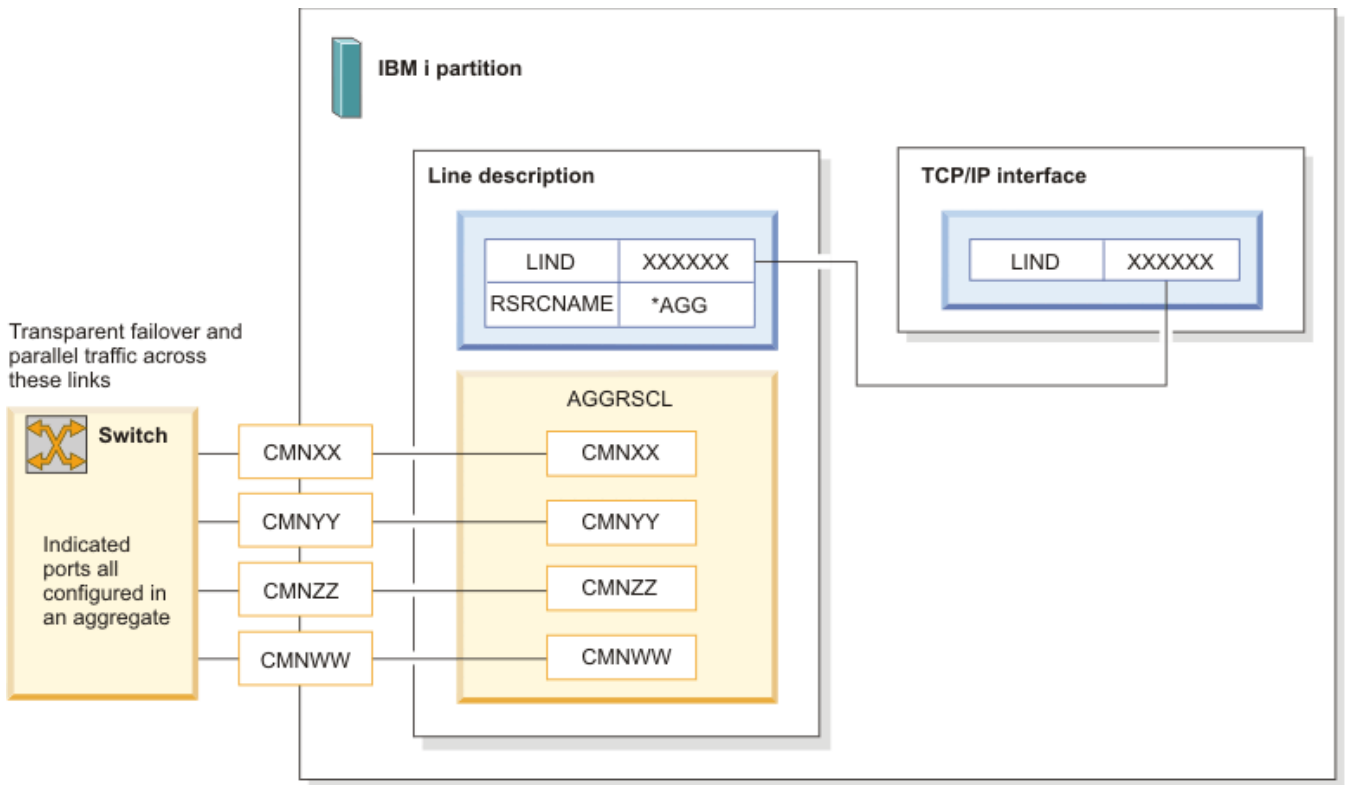 IBM i partition
Line description
LIND XXXXXX
RSRCNAME *AGG
TCP/IP interface
LIND XXXXXX
Transparent failover and
parallel traffic across
these links
Switch
Indicated
ports all
configured in
an aggregate
CMNXX
CMNYY
CMNZZ
CMNWW
AGGRSCL
CMNXX
CMNYY
CMNZZ
CMNWW